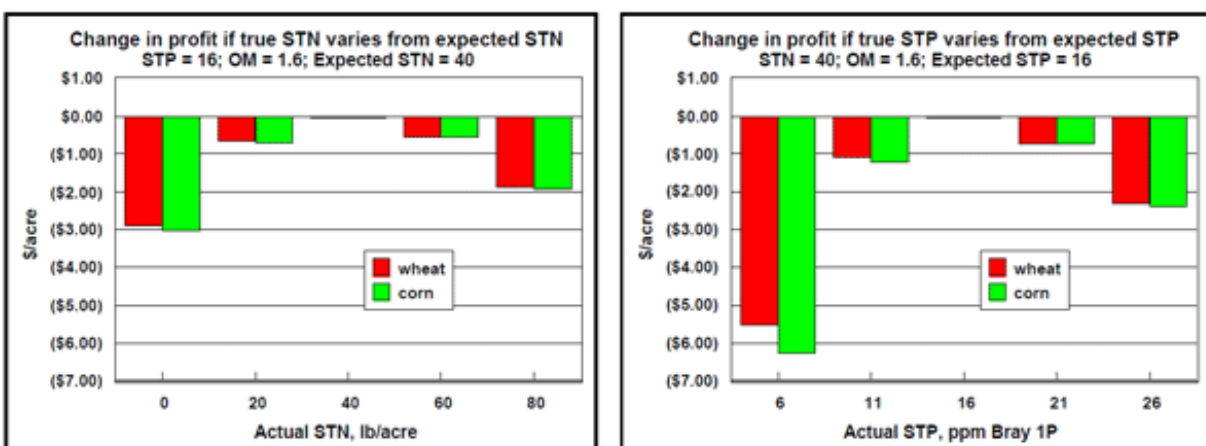 Change in profit if true STN varies from expected STN
STP = 16; OM = 1.6; Expected STN = 40
$1.00
$0.00
($1.00)
($2.00)
($3.00)
($4.00)
($5.00)
($6.00)
($7.00)
$/acre
wheat
corn
0 20 40 60 80
Actual STN, lb/acre
Change in profit if true STP varies from expected STP
STN = 40; OM = 1.6; Expected STP = 16
$1.00
$0.00
($1.00)
($2.00)
($3.00)
($4.00)
($5.00)
($6.00)
($7.00)
$/acre
wheat
corn
6 11 16 21 26
Actual STP, ppm Bray 1P